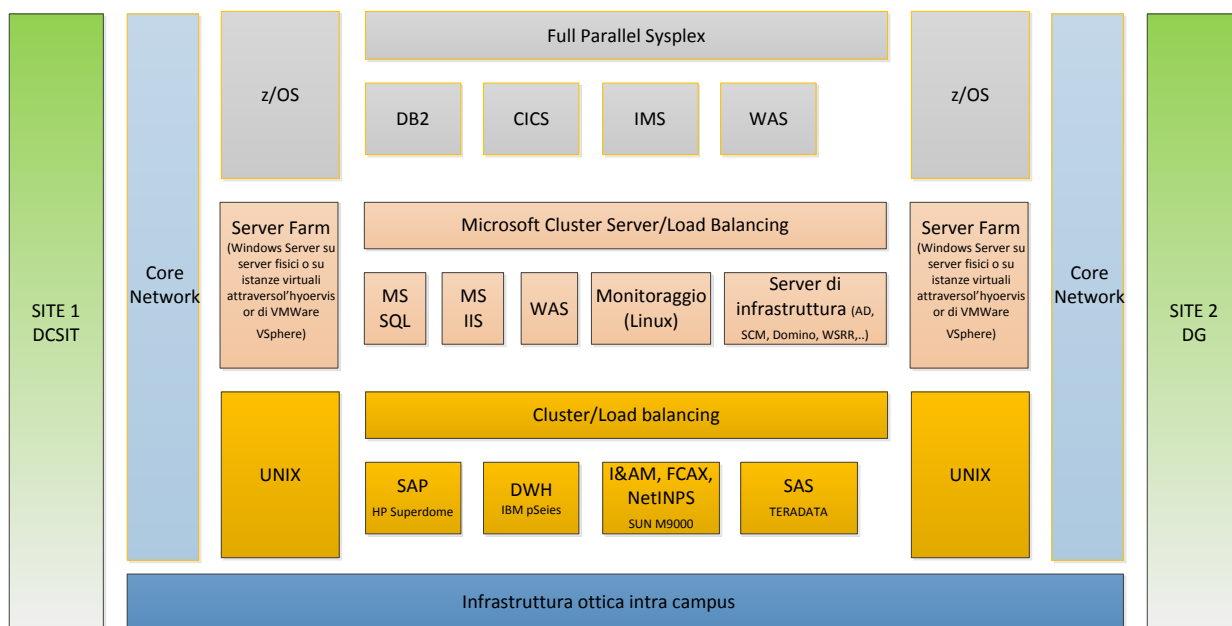 SITE 1
DCSIT
Core
Network
z/OS
Full Parallel Sysplex
DB2
CICS
IMS
WAS
z/OS
Server Farm
(Windows Server su
server fisici o su
istanze virtuali
attraversol'hyoervis
or di VMWare
VSphere)
Microsoft Cluster Server/Load Balancing
MS
SQL
MS
IIS
WAS
Monitoraggio
(Linux)
Server di
infrastruttura (AD,
SCM, Domino, WSRR,..)
Server Farm
(Windows Server su
server fisici o su
istanze virtuali
attraversol'hyoervis
or di VMWare
VSphere)
UNIX
Cluster/Load balancing
SAP
HP Superdome
DWH
IBM pSeies
I&AM, FCAX,
NetINPS
SUN M9000
SAS
TERADATA
UNIX
Core
Network
SITE 2
DG
Infrastruttura ottica intra campus